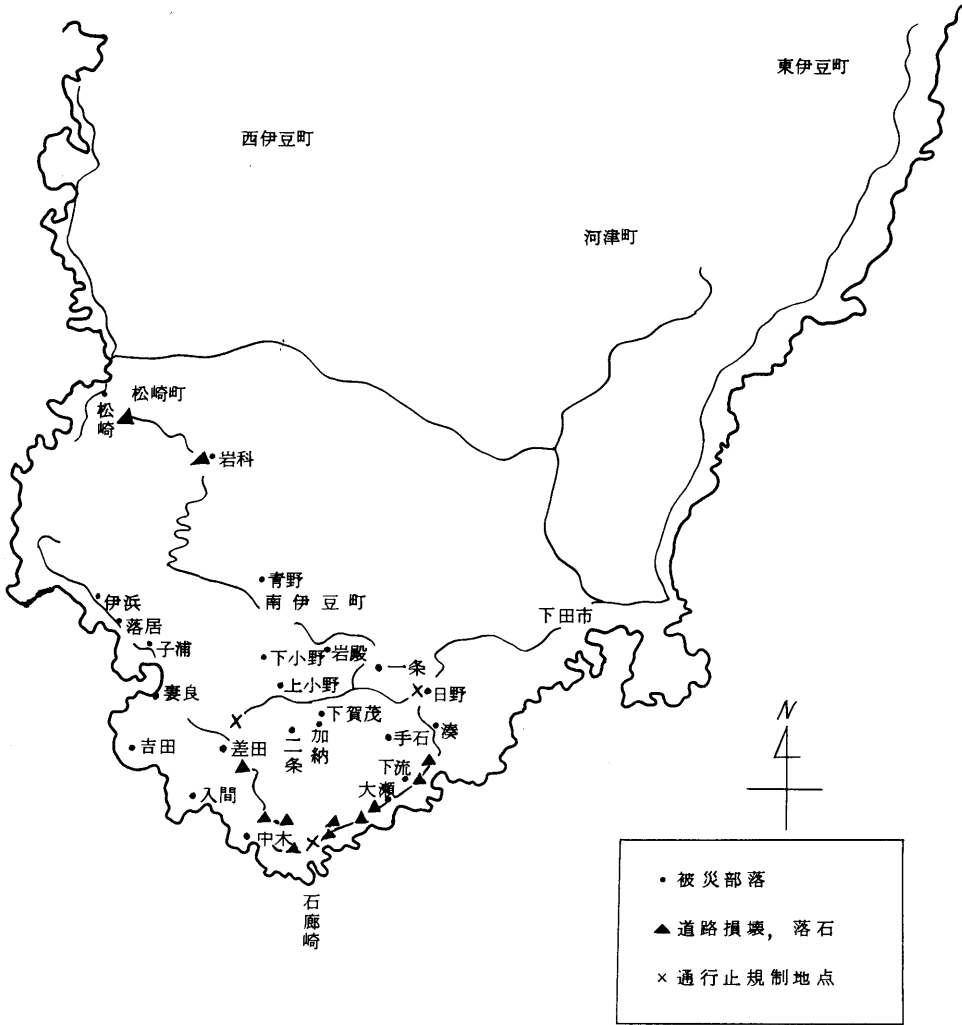 東伊豆町
西伊豆町
河津町
松崎町
松崎
岩科
青野
南伊豆町
伊浜
落居
子浦
下田市
下小野
岩殿
一条
上小野
妻良
日野
下賀茂
加納
二条
湊
手石
吉田
差田
下流
大瀬
入間
中木
石廊崎
N
• 被災部落
▲ 道路損壊，落石
× 通行止規制地点